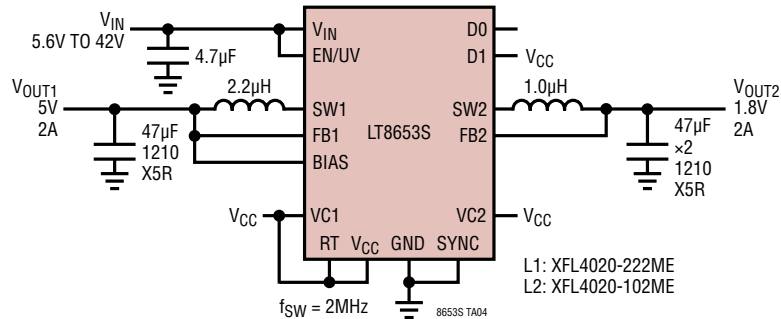 VIN
5.6V TO 42V
4.7µF
VIN
EN/UV
D0
D1
VCC
VOUT1
5V
2A
2.2µH
47µF
1210
X5R
SW1
FB1
BIAS
LT8653S
SW2
FB2
1.0µH
VOUT2
1.8V
2A
47µF
×2
1210
X5R
VCC
VC1
VC2
VCC
RT
VCC
GND
SYNC
fSW = 2MHz
8653S TA04
L1: XFL4020-222ME
L2: XFL4020-102ME